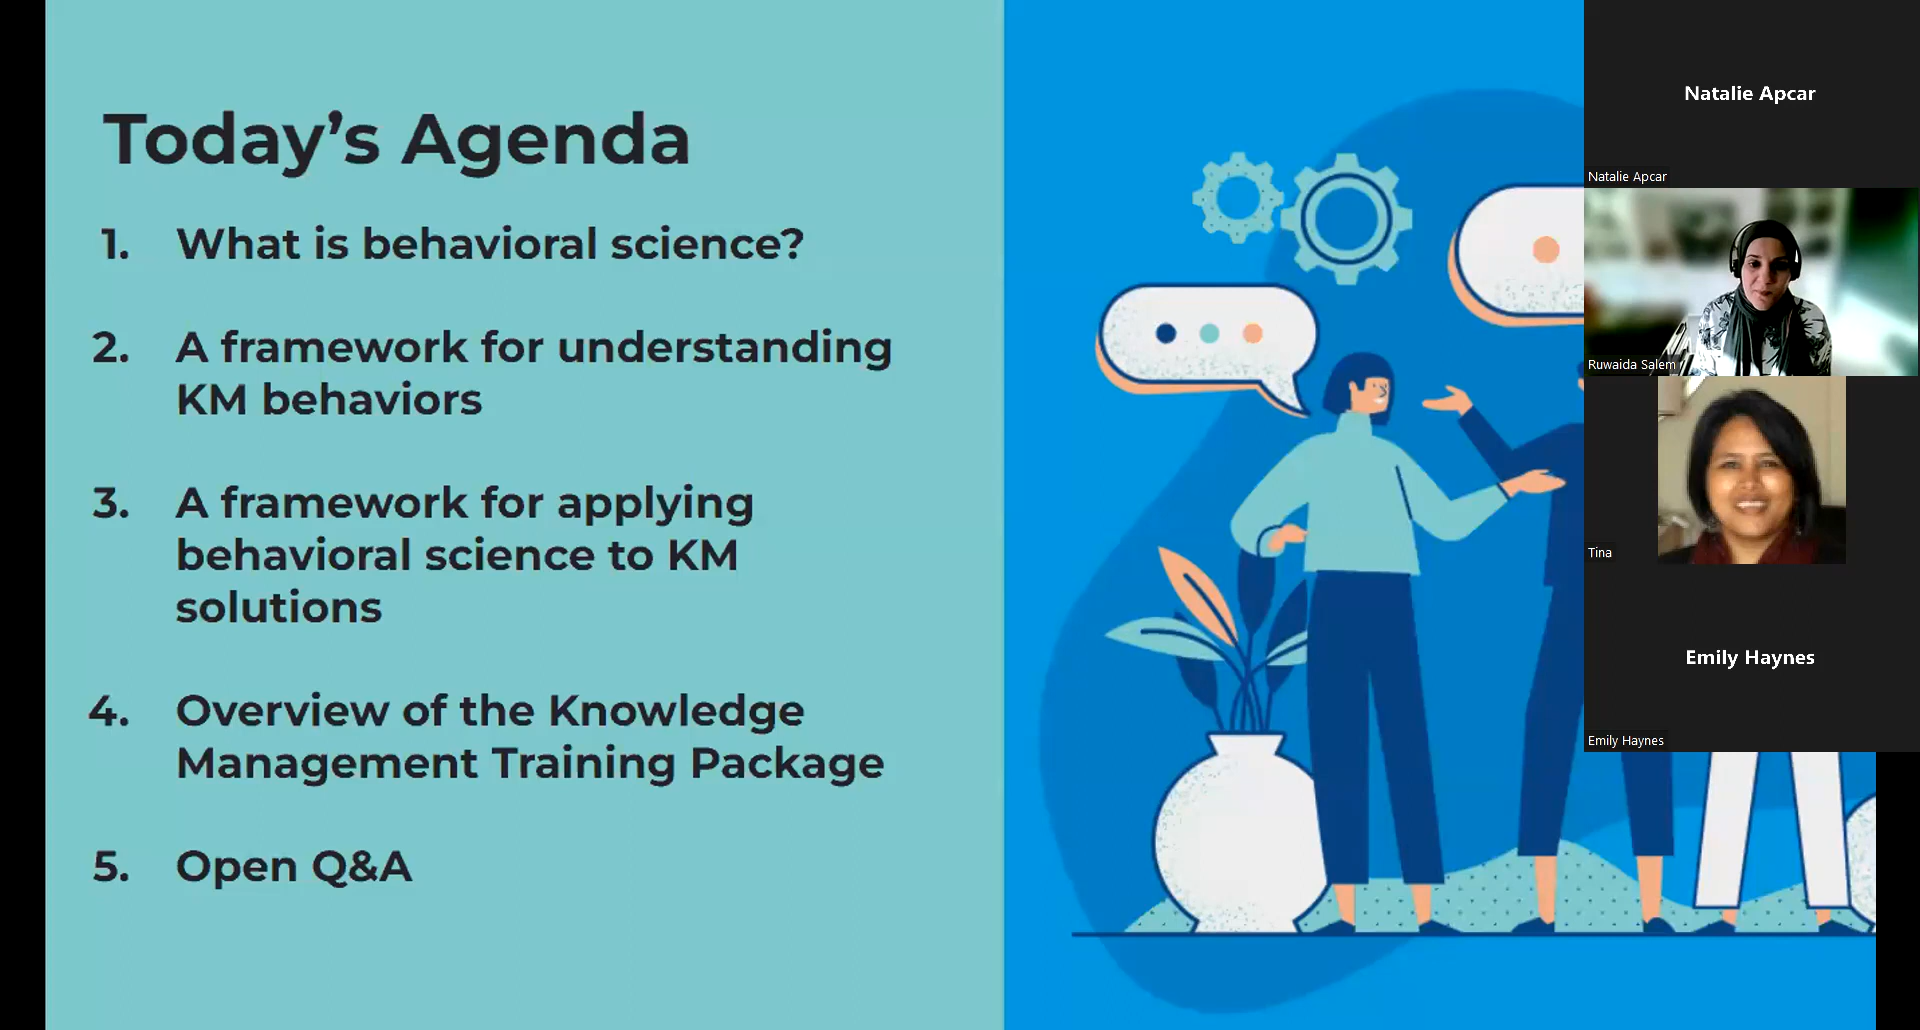 Today's Agenda
1. What is behavioral science?
2. A framework for understanding
KM behaviors
3. A framework for applying
behavioral science to KM
solutions
4. Overview of the Knowledge
Management Training Package
5. Open Q&A
Natalie Apcar
Natalie Apcar
Ruwaida Salem
Tina
Emily Haynes
Emily Haynes